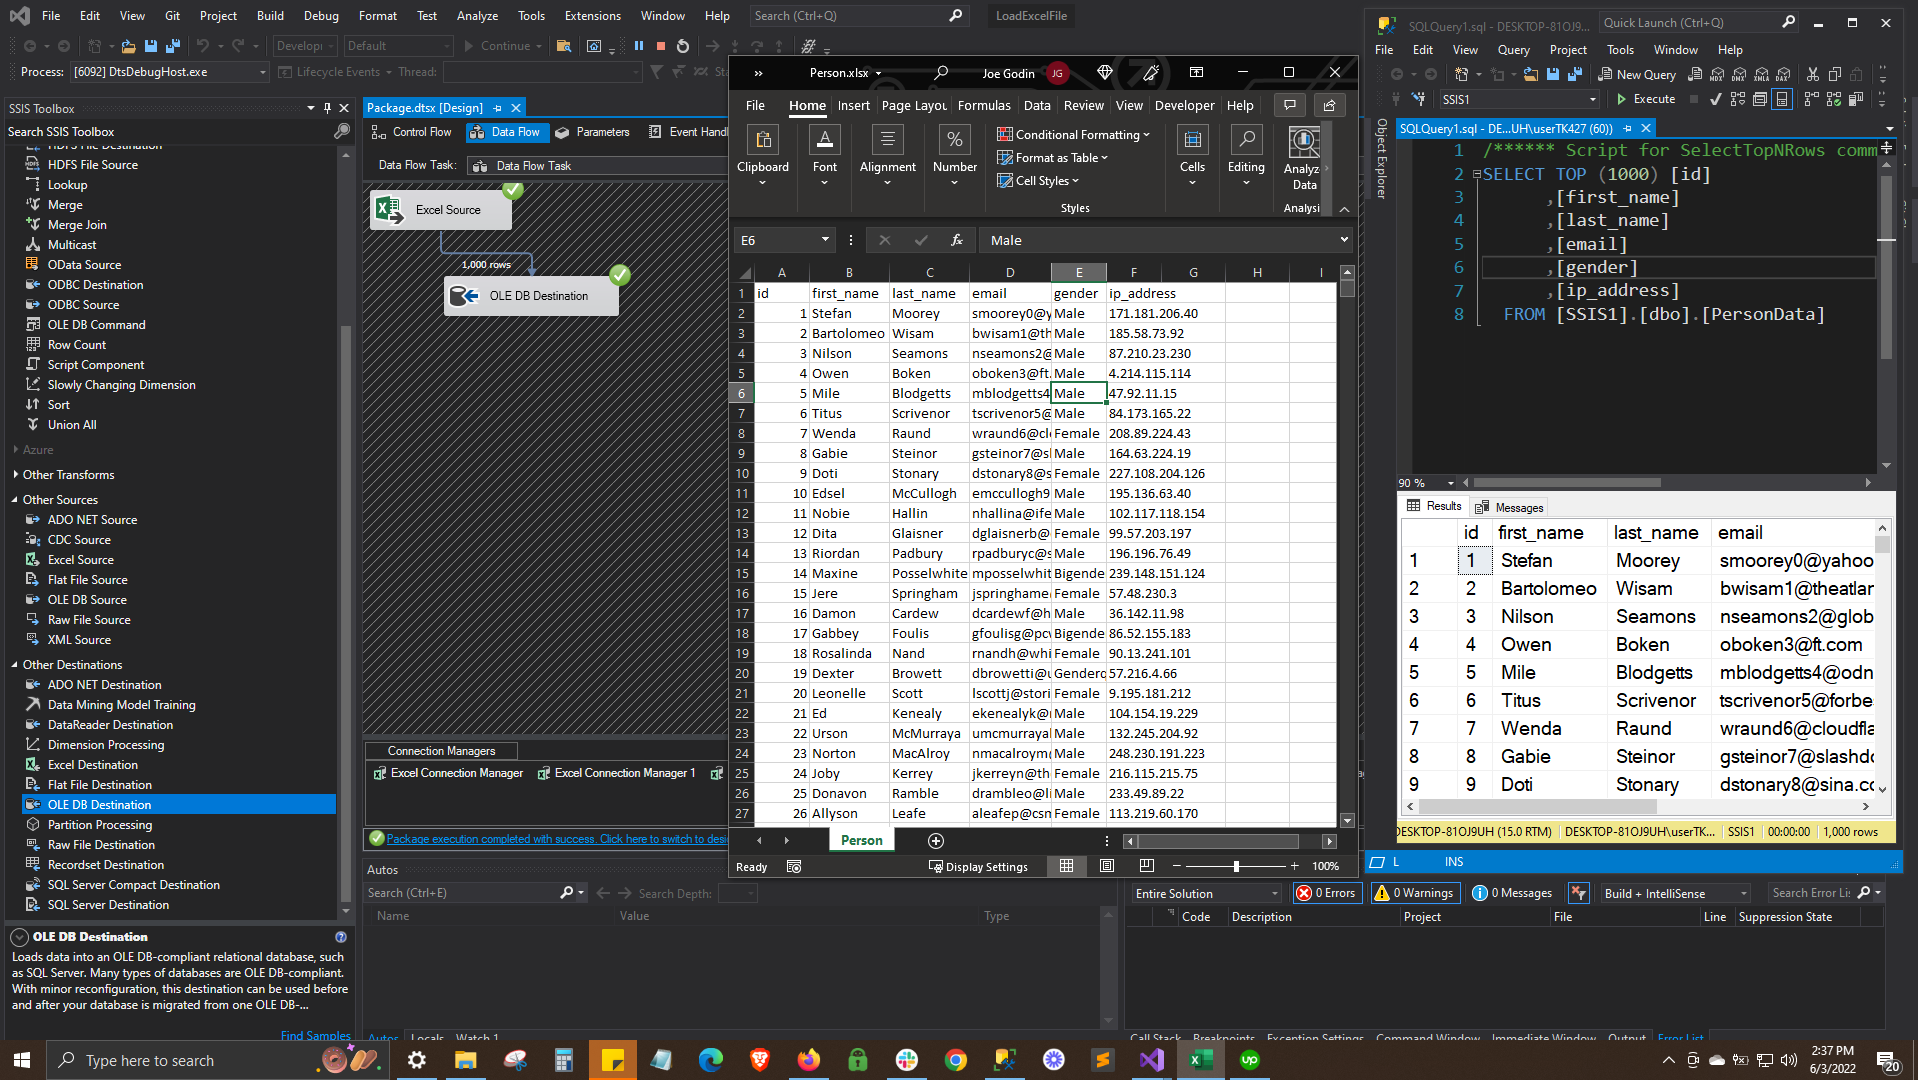 File Edit View Git Project Build Debug Format Test Analyze Tools Extensions Window Help Search (Ctrl+Q) LoadExcelFile
Developi Default Continue
Process: [6092] DtsDebugHost.exe Lifecycle Events Thread:
SSIS Toolbox
Search SSIS Toolbox
HDFS File Destination
HDFS File Source
Lookup
Merge
Merge Join
Multicast
OData Source
ODBC Destination
ODBC Source
OLE DB Command
Row Count
Script Component
Slowly Changing Dimension
Sort
Union All
Azure
Other Transforms
Other Sources
ADO NET Source
CDC Source
Excel Source
Flat File Source
OLE DB Source
Raw File Source
XML Source
Other Destinations
ADO NET Destination
Data Mining Model Training
DataReader Destination
Dimension Processing
Excel Destination
Flat File Destination
OLE DB Destination
Partition Processing
Raw File Destination
Recordset Destination
SQL Server Compact Destination
SQL Server Destination
OLE DB Destination
Loads data into an OLE DB-compliant relational database, such
as SQL Server. Many types of databases are OLE DB-compliant.
With minor reconfiguration, this destination can be used before
and after your database is migrated from one OLE DB-...
Find Samples
Package.dtsx [Design]
Control Flow Data Flow Parameters Event Handl
Data Flow Task: Data Flow Task
Excel Source
1,000 rows
OLE DB Destination
Connection Managers
Excel Connection Manager Excel Connection Manager 1
Package execution completed with success. Click here to switch to desi
Autos
Search (Ctrl+E) Search Depth:
Name Value Type
Autos Locals Watch 1
Person.xlsx Joe Godin JG
File Home Insert Page Layou Formulas Data Review View Developer Help
Clipboard Font Alignment Number
Conditional Formatting
Format as Table
Cell Styles
Styles
Cells Editing
Analyze
Data
Analysi
E6 fx Male
A B C D E F G H I
1 id first_name last_name email gender ip_address
2 1 Stefan Moorey smoorey0@y Male 171.181.206.40
3 2 Bartolomeo Wisam bwisam1@th Male 185.58.73.92
4 3 Nilson Seamons nseamons2@ Male 87.210.23.230
5 4 Owen Boken oboken3@ft. Male 4.214.115.114
6 5 Mile Blodgetts mblodgetts4 Male 47.92.11.15
7 6 Titus Scrivenor tscrivenor5@ Male 84.173.165.22
8 7 Wenda Raund wraund6@clo Female 208.89.224.43
9 8 Gabie Steinor gsteinor7@sl Male 164.63.224.19
10 9 Doti Stonary dstonary8@s Female 227.108.204.126
11 10 Edsel McCullogh emccullogh9 Male 195.136.63.40
12 11 Nobie Hallin nhallina@ife Male 102.117.118.154
13 12 Dita Glaisner dglaisnerb@ Female 99.57.203.197
14 13 Riordan Padbury rpadburyc@s Male 196.196.76.49
15 14 Maxine Posselwhite mposselwhit Bigende 239.148.151.124
16 15 Jere Springham jspringhame Female 57.48.230.3
17 16 Damon Cardew dcardewf@h Male 36.142.11.98
18 17 Gabbey Foulis gfoulisg@pcv Bigende 86.52.155.183
19 18 Rosalinda Nand rnandh@whi Female 90.13.241.101
20 19 Dexter Browett dbrowetti@u Genderq 57.216.4.66
21 20 Leonelle Scott lscottj@stori Female 9.195.181.212
22 21 Ed Kenealy ekenealyk@ Male 104.154.19.229
23 22 Urson McMurraya umcmurrayal Male 132.245.204.92
24 23 Norton MacAlroy nmacalroym Male 248.230.191.223
25 24 Joby Kerrey jkerreyn@th Female 216.115.215.75
26 25 Donavon Ramble drambleo@li Male 233.49.89.22
27 26 Allyson Leafe aleafep@csm Female 113.219.60.170
Person
Ready Display Settings 100%
SQLQuery1.sql - DESKTOP-81OJ9... Quick Launch (Ctrl+Q)
File Edit View Query Project Tools Window Help
New Query
SSIS1 Execute
Object Explorer
SQLQuery1.sql - DE...UH\userTK427 (60))
1 /****** Script for SelectTopNRows comm
2 SELECT TOP (1000) [id]
3 ,[first_name]
4 ,[last_name]
5 ,[email]
6 ,[gender]
7 ,[ip_address]
8 FROM [SSIS1].[dbo].[PersonData]
90 %
Results Messages
id first_name last_name email
1 1 Stefan Moorey smoorey0@yahoo
2 2 Bartolomeo Wisam bwisam1@theatlar
3 3 Nilson Seamons nseamons2@glob
4 4 Owen Boken oboken3@ft.com
5 5 Mile Blodgetts mblodgetts4@odn
6 6 Titus Scrivenor tscrivenor5@forbe
7 7 Wenda Raund wraund6@cloudfla
8 8 Gabie Steinor gsteinor7@slashdo
9 9 Doti Stonary dstonary8@sina.co
DESKTOP-81OJ9UH (15.0 RTM) DESKTOP-81OJ9UH\userTK... SSIS1 00:00:00 1,000 rows
L INS
Entire Solution 0 Errors 0 Warnings 0 Messages Build + IntelliSense Search Error Li
Code Description Project File Line Suppression State
Call Stack Breakpoints Exception Settings Command Window Immediate Window Output Error List
Type here to search
2:37 PM
6/3/2022
20